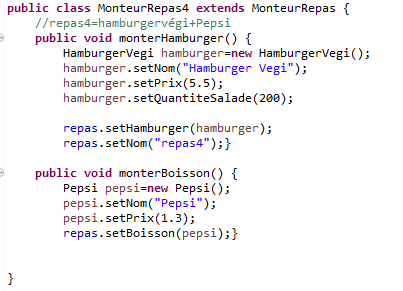 public class MonteurRepas4 extends MonteurRepas {
//repas4=hamburgervégi+Pepsi
public void monterHamburger() {
HamburgerVegi hamburger=new HamburgerVegi();
hamburger.setNom("Hamburger Vegi");
hamburger.setPrix(5.5);
hamburger.setQuantiteSalade(200);
repas.setHamburger(hamburger);
repas.setNom("repas4");}
public void monterBoisson() {
Pepsi pepsi=new Pepsi();
pepsi.setNom("Pepsi");
pepsi.setPrix(1.3);
repas.setBoisson(pepsi);}
}